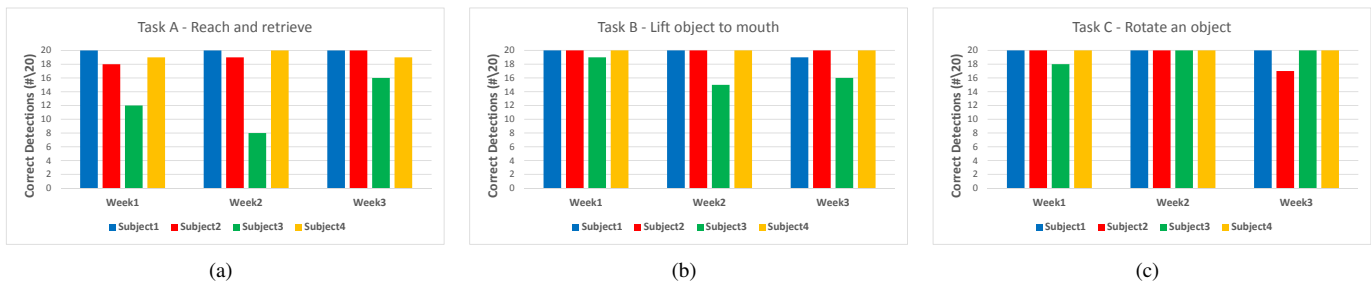 Task A - Reach and retrieve
Correct Detections (#\20)
20
18
16
14
12
10
8
6
4
2
0
Week1 Week2 Week3
Subject1 Subject2 Subject3 Subject4
(a)
Task B - Lift object to mouth
Correct Detections (#\20)
20
18
16
14
12
10
8
6
4
2
0
Week1 Week2 Week3
Subject1 Subject2 Subject3 Subject4
(b)
Task C - Rotate an object
Correct Detections (#\20)
20
18
16
14
12
10
8
6
4
2
0
Week1 Week2 Week3
Subject1 Subject2 Subject3 Subject4
(c)